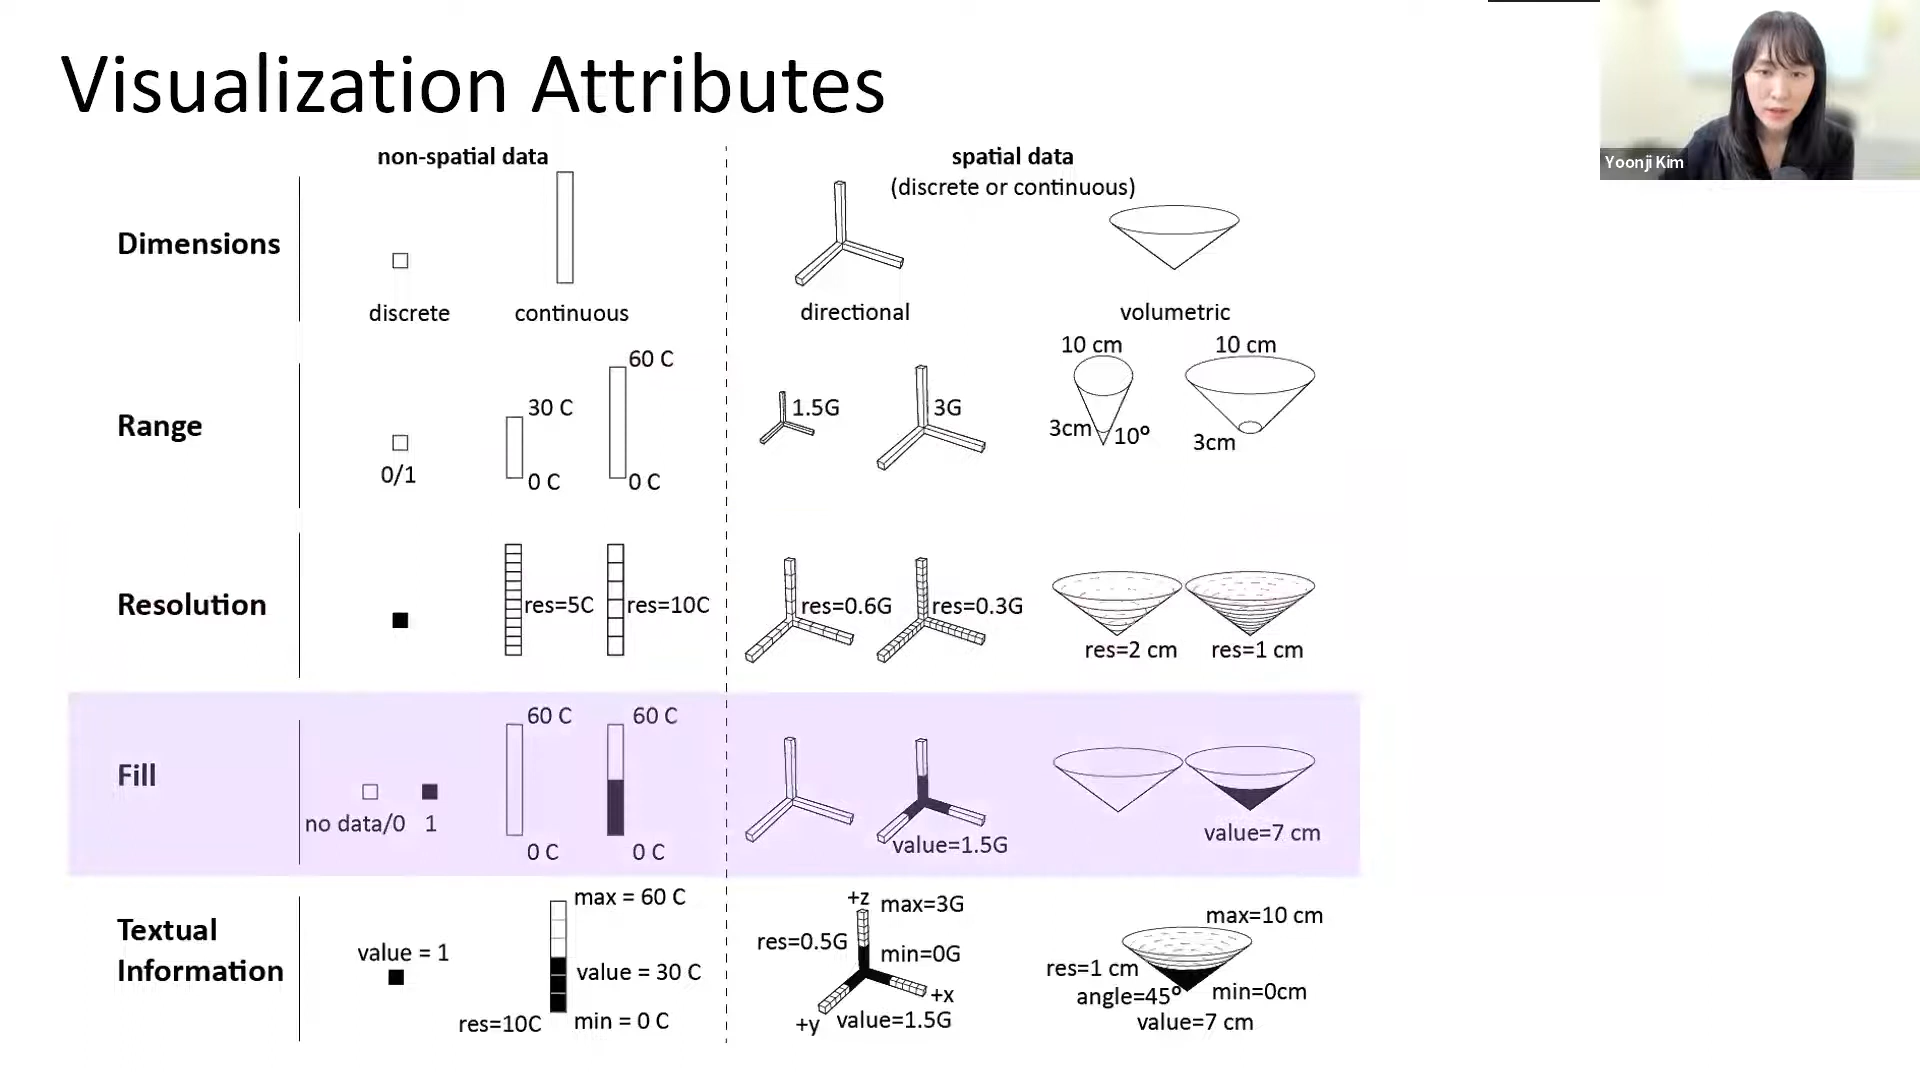 Visualization Attributes
Yoonji Kim
non-spatial data
spatial data
(discrete or continuous)
Dimensions
discrete
continuous
directional
volumetric
Range
0/1
30 C
0 C
60 C
0 C
1.5G
3G
10 cm
3cm
10º
10 cm
3cm
Resolution
res=5C
res=10C
res=0.6G
res=0.3G
res=2 cm
res=1 cm
Fill
no data/0
1
60 C
0 C
60 C
0 C
value=1.5G
value=7 cm
Textual
Information
value = 1
max = 60 C
value = 30 C
res=10C
min = 0 C
+z
max=3G
res=0.5G
min=0G
+x
+y
value=1.5G
max=10 cm
res=1 cm
angle=45º
min=0cm
value=7 cm